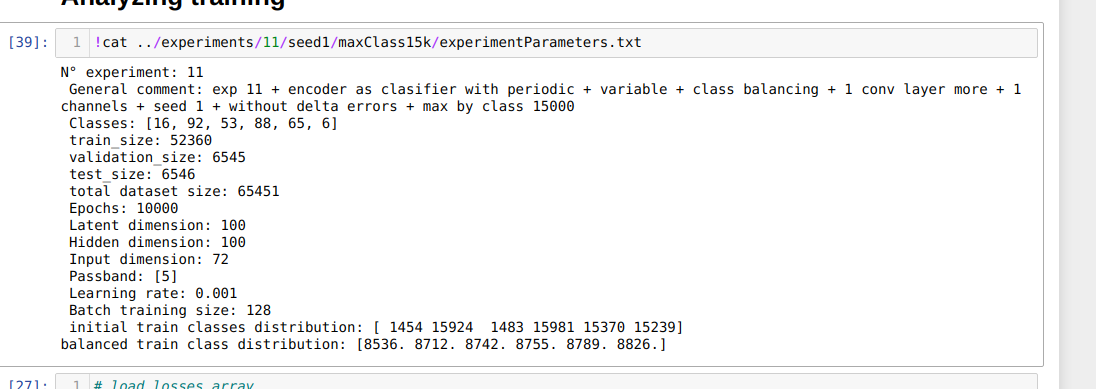 Analyzing training
[39]: 1 !cat ../experiments/11/seed1/maxClass15k/experimentParameters.txt
N° experiment: 11
General comment: exp 11 + encoder as clasifier with periodic + variable + class balancing + 1 conv layer more + 1
channels + seed 1 + without delta errors + max by class 15000
Classes: [16, 92, 53, 88, 65, 6]
train_size: 52360
validation_size: 6545
test_size: 6546
total dataset size: 65451
Epochs: 10000
Latent dimension: 100
Hidden dimension: 100
Input dimension: 72
Passband: [5]
Learning rate: 0.001
Batch training size: 128
initial train classes distribution: [ 1454 15924  1483 15981 15370 15239]
balanced train class distribution: [8536. 8712. 8742. 8755. 8789. 8826.]
[27]: 1 # load losses array